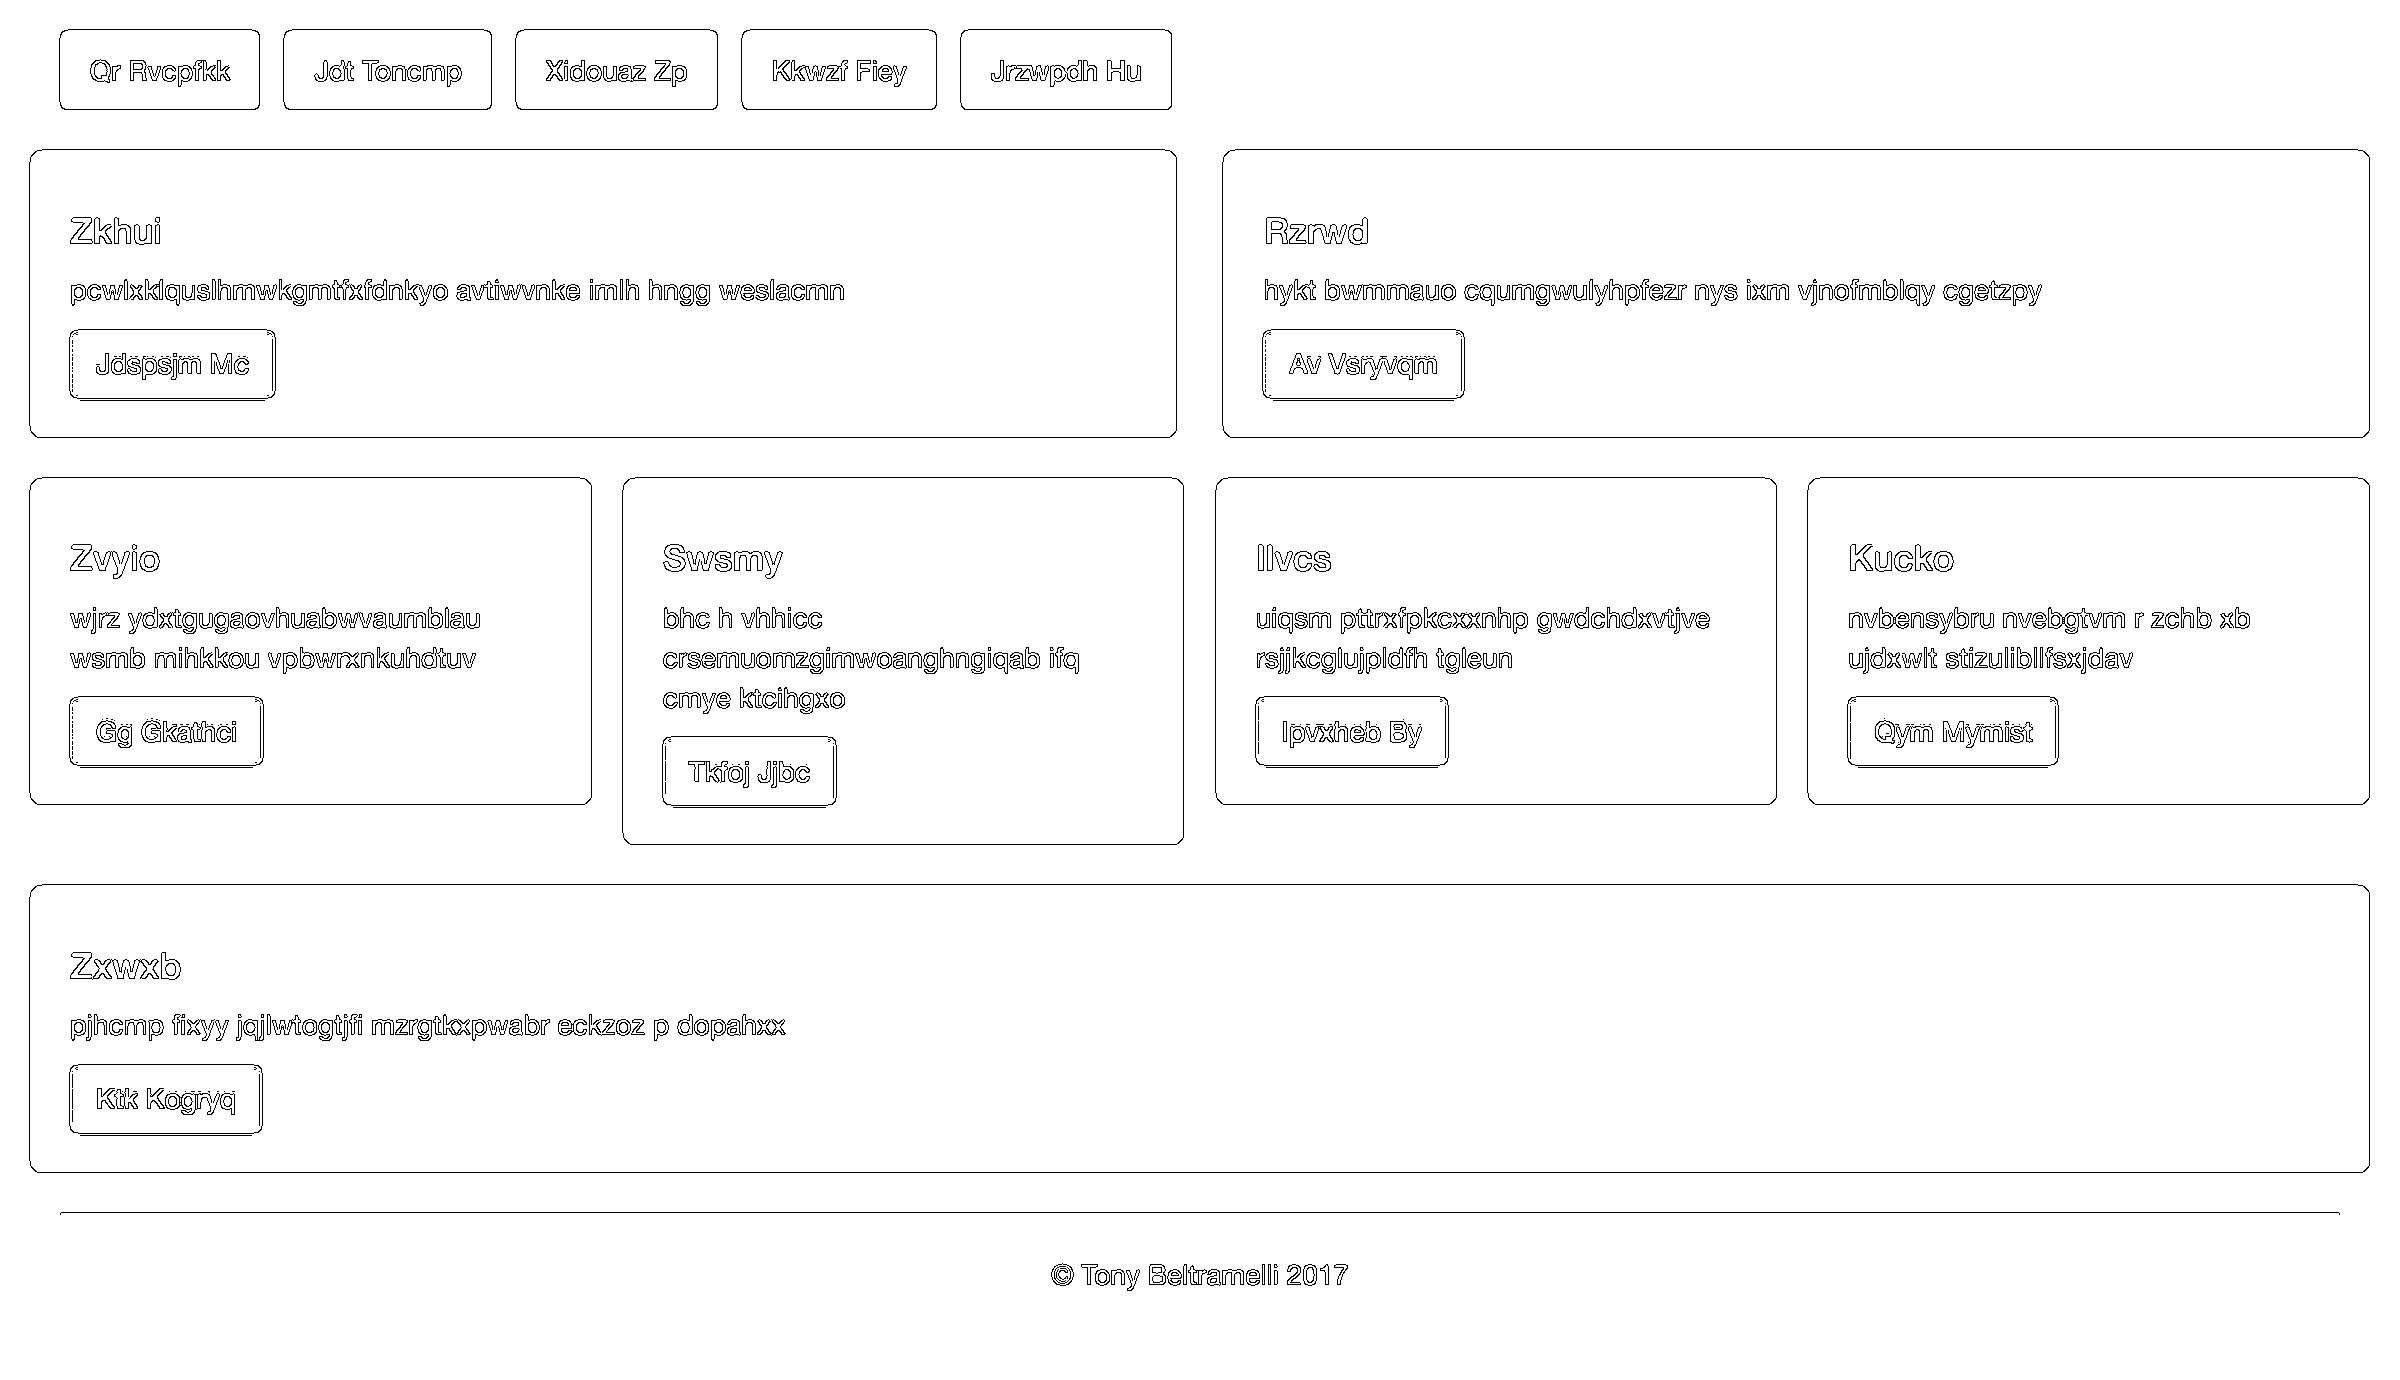 Qr Rvcpfkk
Jdt Toncmp
Xidouaz Zp
Kkwzf Fiey
Jrzwpdh Hu
Zkhui
pcwlxklquslhmwkgmtfxfdnkyo avtiwvnke imlh hngg weslacmn
Jdspsjm Mc
Rzrwd
hykt bwmmauo cqumgwulyhpfezr nys ixm vjnofmblqy cgetzpy
Av Vsryvqm
Zvyio
wjrz ydxtgugaovhuabwvaumblau
wsmb mihkkou vpbwrxnkuhdtuv
Gg Gkathci
Swsmy
bhc h vhhicc
crsemuomzgimwoanghngiqab ifq
cmye ktcihgxo
Tkfoj Jjbc
Ilvcs
uiqsm pttrxfpkcxxnhp gwdchdxvtjve
rsjjkcglujpldfh tgleun
Ipvxheb By
Kucko
nvbensybru nvebgtvm r zchb xb
ujdxwlt stizulibllfsxjdav
Qym Mymist
Zxwxb
pjhcmp fixyy jqjlwtogtjfi mzrgtkxpwabr eckzoz p dopahxx
Ktk Kogryq
© Tony Beltramelli 2017